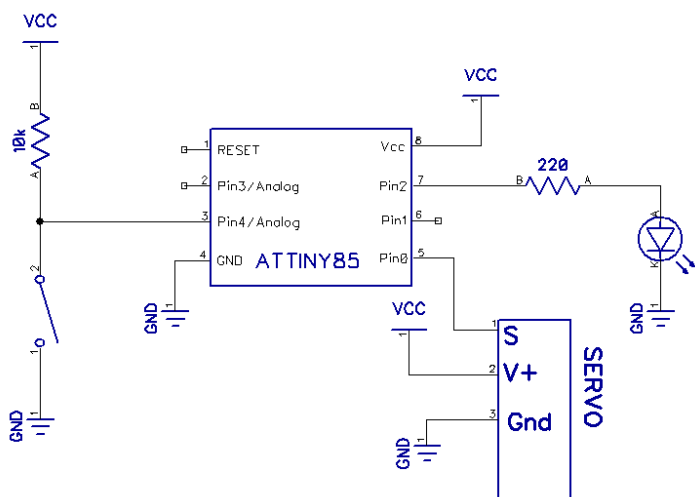 VCC
1
B
10k
A
2
1
1
GND
VCC
1
1 RESET
2 Pin3/Analog
3 Pin4/Analog
4 GND
ATTINY85
Vcc 8
Pin2 7
Pin1 6
Pin0 5
1
GND
B 220 A
A
K
1
GND
VCC
1
1 S
2 V+
3 Gnd
SERVO
1
GND